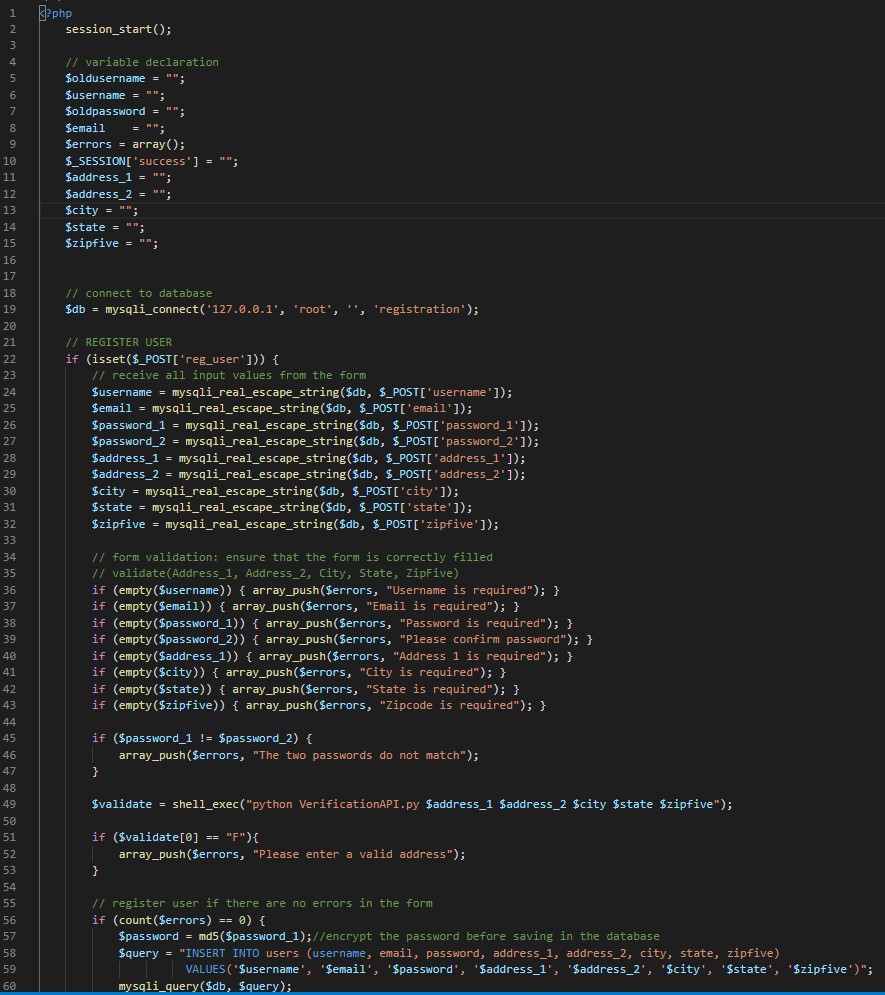 1 <?php
2 session_start();
3
4 // variable declaration
5 $oldusername = "";
6 $username = "";
7 $oldpassword = "";
8 $email    = "";
9 $errors = array();
10 $_SESSION['success'] = "";
11 $address_1 = "";
12 $address_2 = "";
13 $city = "";
14 $state = "";
15 $zipfive = "";
16
17
18 // connect to database
19 $db = mysqli_connect('127.0.0.1', 'root', '', 'registration');
20
21 // REGISTER USER
22 if (isset($_POST['reg_user'])) {
23 // receive all input values from the form
24 $username = mysqli_real_escape_string($db, $_POST['username']);
25 $email = mysqli_real_escape_string($db, $_POST['email']);
26 $password_1 = mysqli_real_escape_string($db, $_POST['password_1']);
27 $password_2 = mysqli_real_escape_string($db, $_POST['password_2']);
28 $address_1 = mysqli_real_escape_string($db, $_POST['address_1']);
29 $address_2 = mysqli_real_escape_string($db, $_POST['address_2']);
30 $city = mysqli_real_escape_string($db, $_POST['city']);
31 $state = mysqli_real_escape_string($db, $_POST['state']);
32 $zipfive = mysqli_real_escape_string($db, $_POST['zipfive']);
33
34 // form validation: ensure that the form is correctly filled
35 // validate(Address_1, Address_2, City, State, ZipFive)
36 if (empty($username)) { array_push($errors, "Username is required"); }
37 if (empty($email)) { array_push($errors, "Email is required"); }
38 if (empty($password_1)) { array_push($errors, "Password is required"); }
39 if (empty($password_2)) { array_push($errors, "Please confirm password"); }
40 if (empty($address_1)) { array_push($errors, "Address 1 is required"); }
41 if (empty($city)) { array_push($errors, "City is required"); }
42 if (empty($state)) { array_push($errors, "State is required"); }
43 if (empty($zipfive)) { array_push($errors, "Zipcode is required"); }
44
45 if ($password_1 != $password_2) {
46 array_push($errors, "The two passwords do not match");
47 }
48
49 $validate = shell_exec("python VerificationAPI.py $address_1 $address_2 $city $state $zipfive");
50
51 if ($validate[0] == "F"){
52 array_push($errors, "Please enter a valid address");
53 }
54
55 // register user if there are no errors in the form
56 if (count($errors) == 0) {
57 $password = md5($password_1);//encrypt the password before saving in the database
58 $query = "INSERT INTO users (username, email, password, address_1, address_2, city, state, zipfive)
59 VALUES('$username', '$email', '$password', '$address_1', '$address_2', '$city', '$state', '$zipfive')";
60 mysqli_query($db, $query);